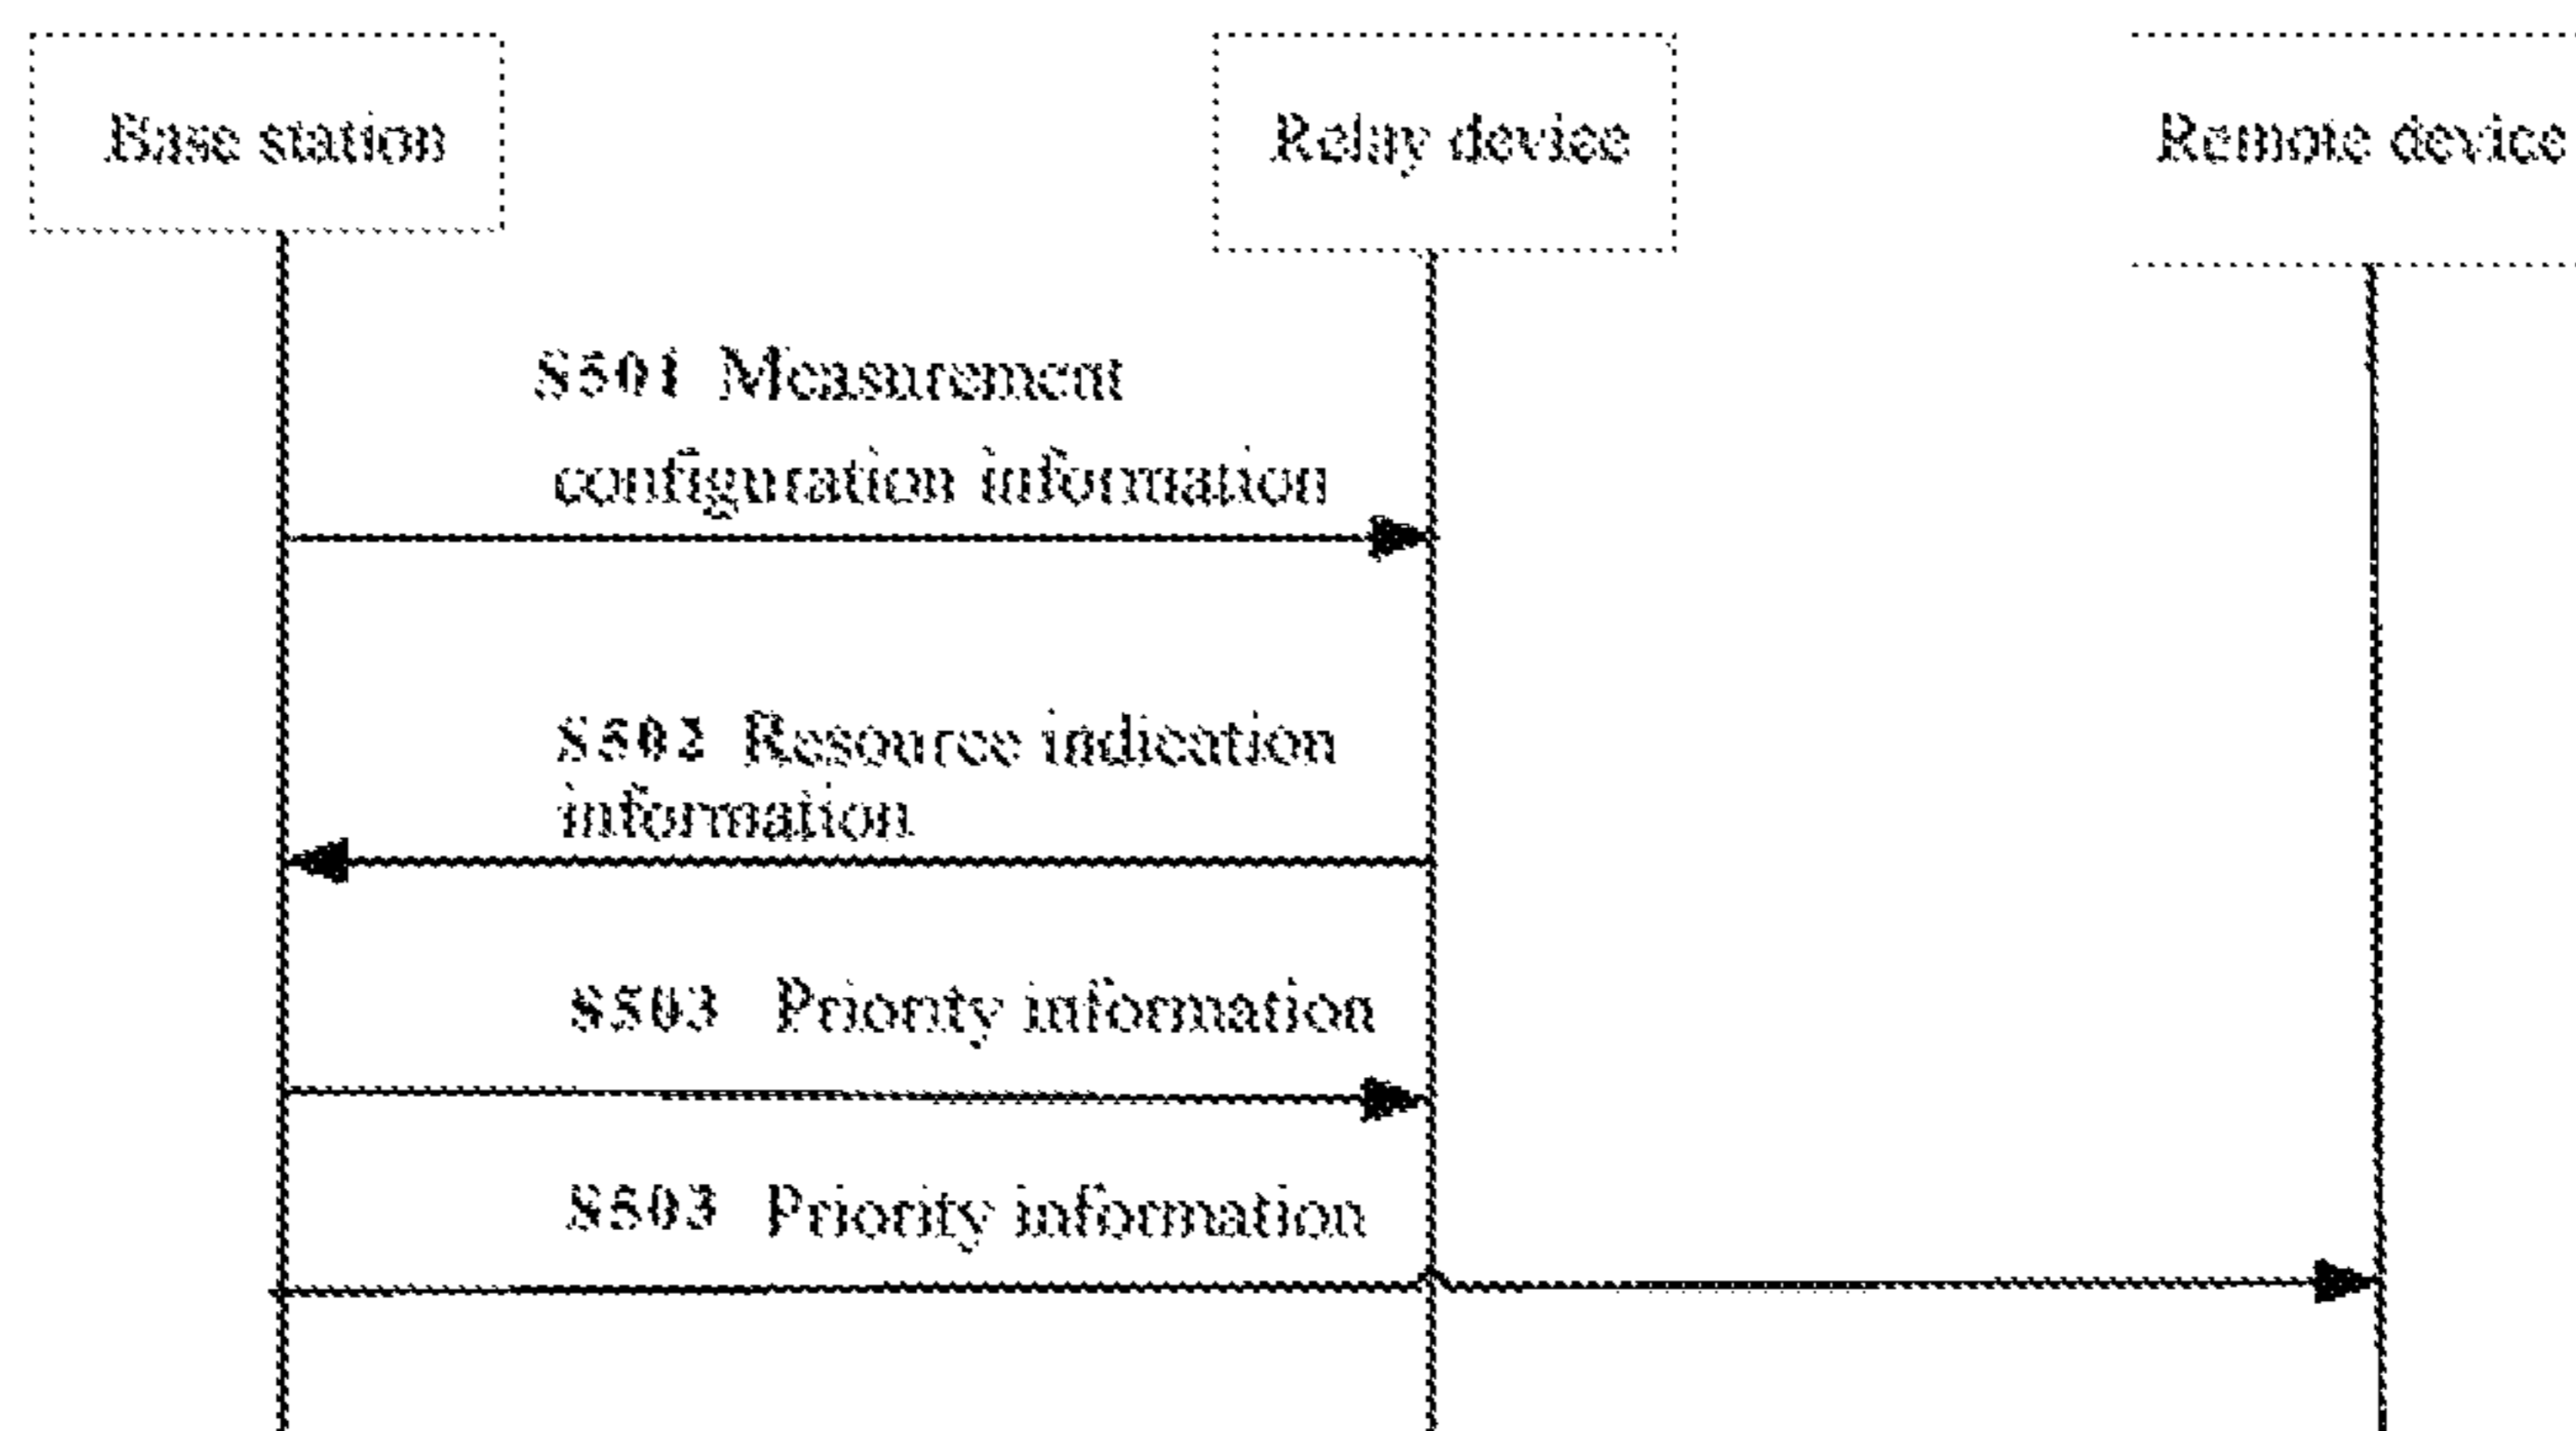 Base station
Relay device
Remote device
S501 Measurement
configuration information
S502 Resource indication
information
S503 Priority information
S503 Priority information